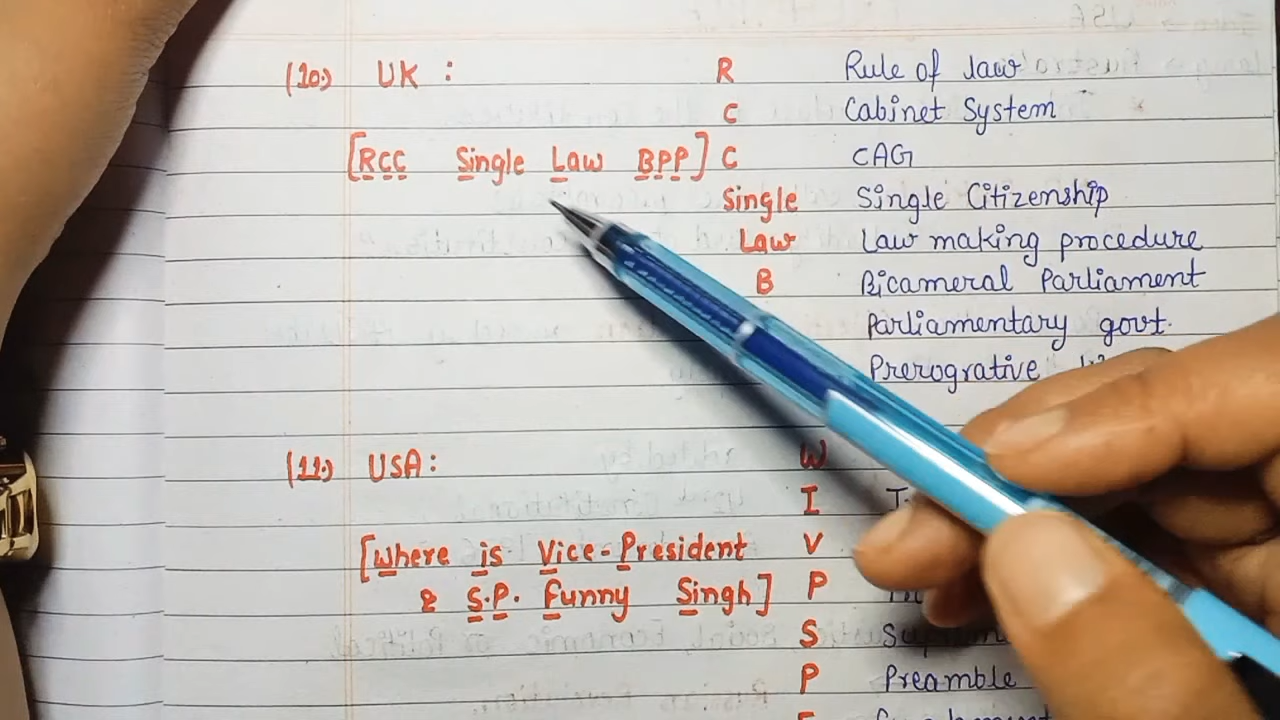 (10.) UK : R Rule of law
C Cabinet System
[RCC Single Law BPP] C CAG
Single Single Citizenship
Law Law making procedure
B Bicameral Parliament
Parliamentary govt.
Prerogrative
(11.) USA : W
I
[Where is Vice-President V
& S.P. Funny Singh] P
S
P Preamble